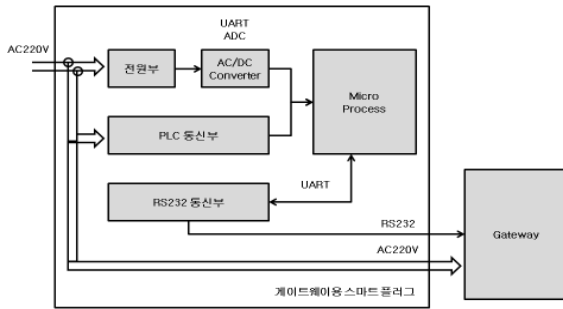 UART
ADC
AC220V
전원부
AC/DC
Converter
Micro
Process
PLC 통신부
UART
RS232 통신부
RS232
Gateway
AC220V
게이트웨이용 스마트 플러그